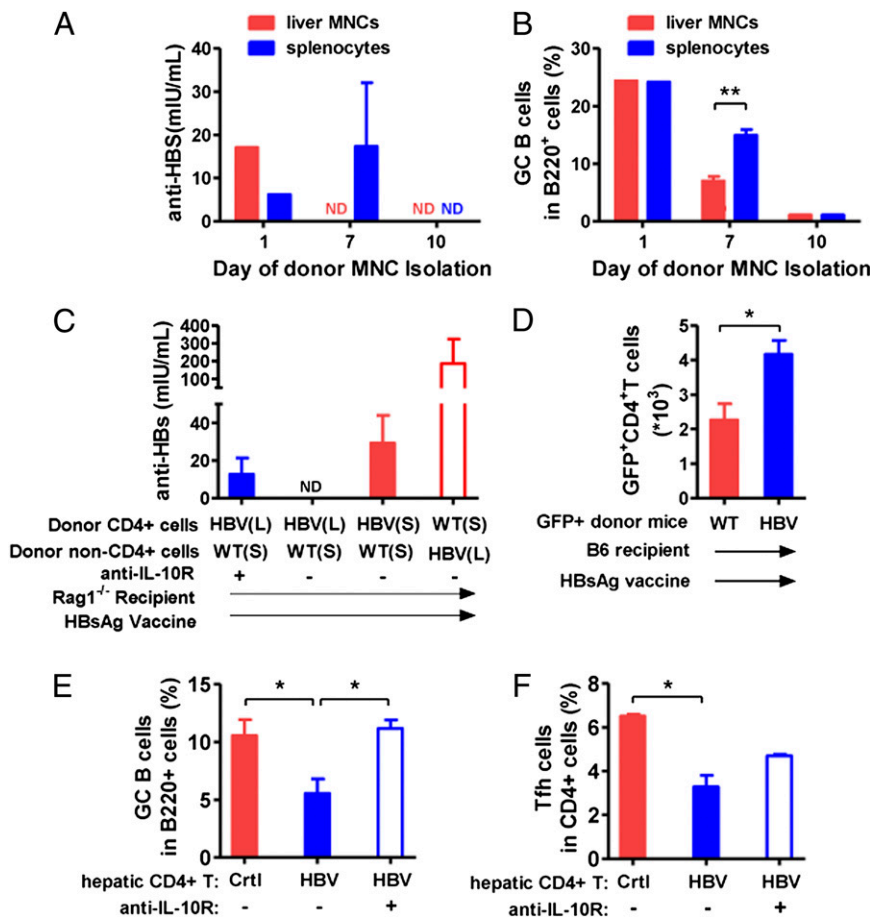 A
liver MNCs
splenocytes
anti-HBS(mIU/mL)
40
30
20
10
0
ND
ND ND
1 7 10
Day of donor MNC Isolation
B
liver MNCs
splenocytes
GC B cells
in B220+ cells (%)
30
20
10
0
**
1 7 10
Day of donor MNC Isolation
C
anti-HBs (mIU/mL)
400
300
200
100
60
40
20
0
ND
Donor CD4+ cells HBV(L) HBV(L) HBV(S) WT(S)
Donor non-CD4+ cells WT(S) WT(S) WT(S) HBV(L)
anti-IL-10R + - - -
Rag1-/- Recipient
HBsAg Vaccine
D
GFP+CD4+T cells
(*10³)
5
4
3
2
1
0
*
GFP+ donor mice WT HBV
B6 recipient
HBsAg vaccine
E
GC B cells
in B220+ cells (%)
15
10
5
0
* *
hepatic CD4+ T: Crtl HBV HBV
anti-IL-10R: - - +
F
Tfh cells
in CD4+ cells (%)
8
6
4
2
0
*
hepatic CD4+ T: Crtl HBV HBV
anti-IL-10R: - - +